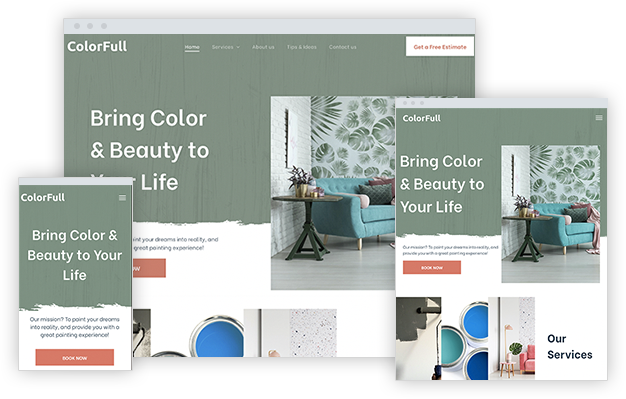 ColorFull
Home Services About us Tips & Ideas Contact us
Get a Free Estimate
Bring Color
& Beauty to
Your Life
int your dreams into reality, and
great painting experience!
NOW
ColorFull
Bring Color &
Beauty to Your
Life
Our mission? To paint your dreams
into reality, and provide you with a
great painting experience!
BOOK NOW
ColorFull
Bring Color
& Beauty to
Your Life
Our mission? To paint your dreams into reality, and
provide you with a great painting experience!
BOOK NOW
Our
Services